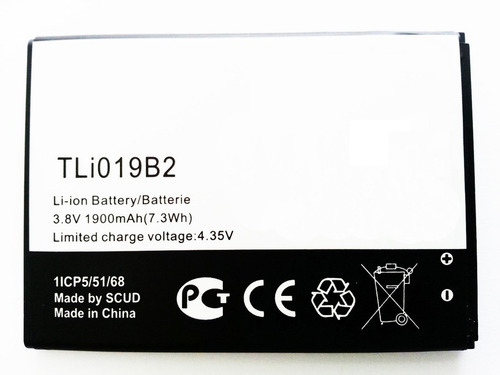 TLi019B2
Li-ion Battery/Batterie
3.8V 1900mAh(7.3Wh)
Limited charge voltage:4.35V
1ICP5/51/68
Made by SCUD
Made in China